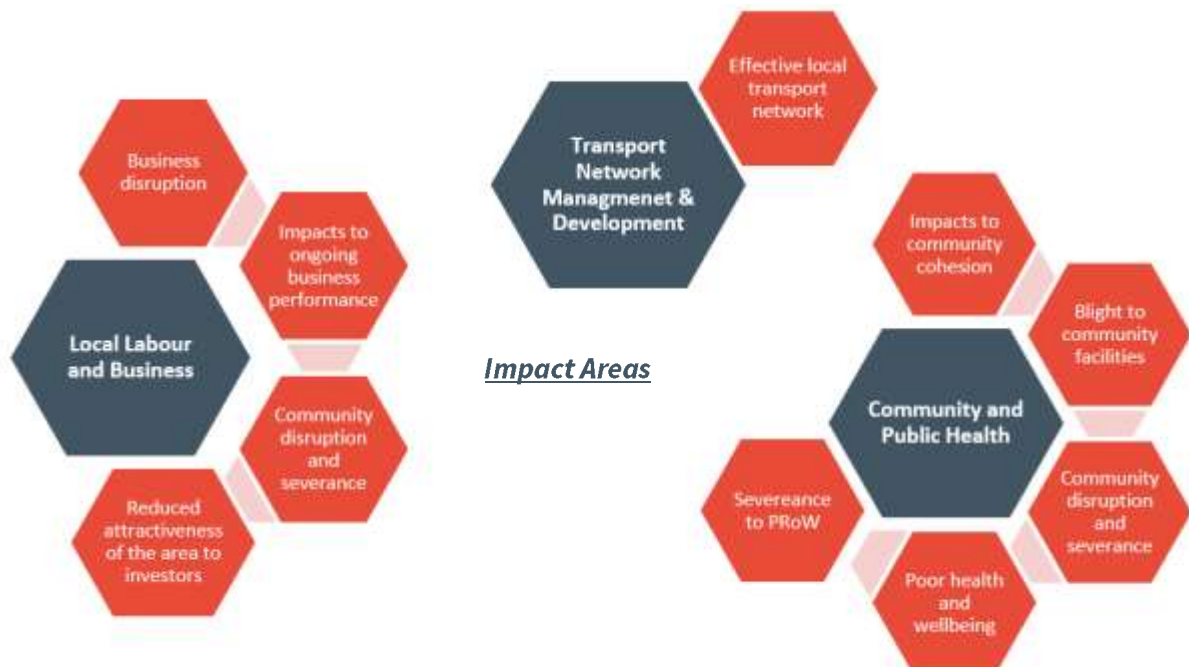 Business
disruption
Impacts to
ongoing
business
performance
Local Labour
and Business
Community
disruption
and
severance
Reduced
attractiveness
of the area to
investors
Effective local
transport
network
Transport
Network
Managmenet &
Development
Impact Areas
Impacts to
community
cohesion
Blight to
community
facilities
Community and
Public Health
Community
disruption
and
severance
Poor health
and
wellbeing
Severeance
to PRoW